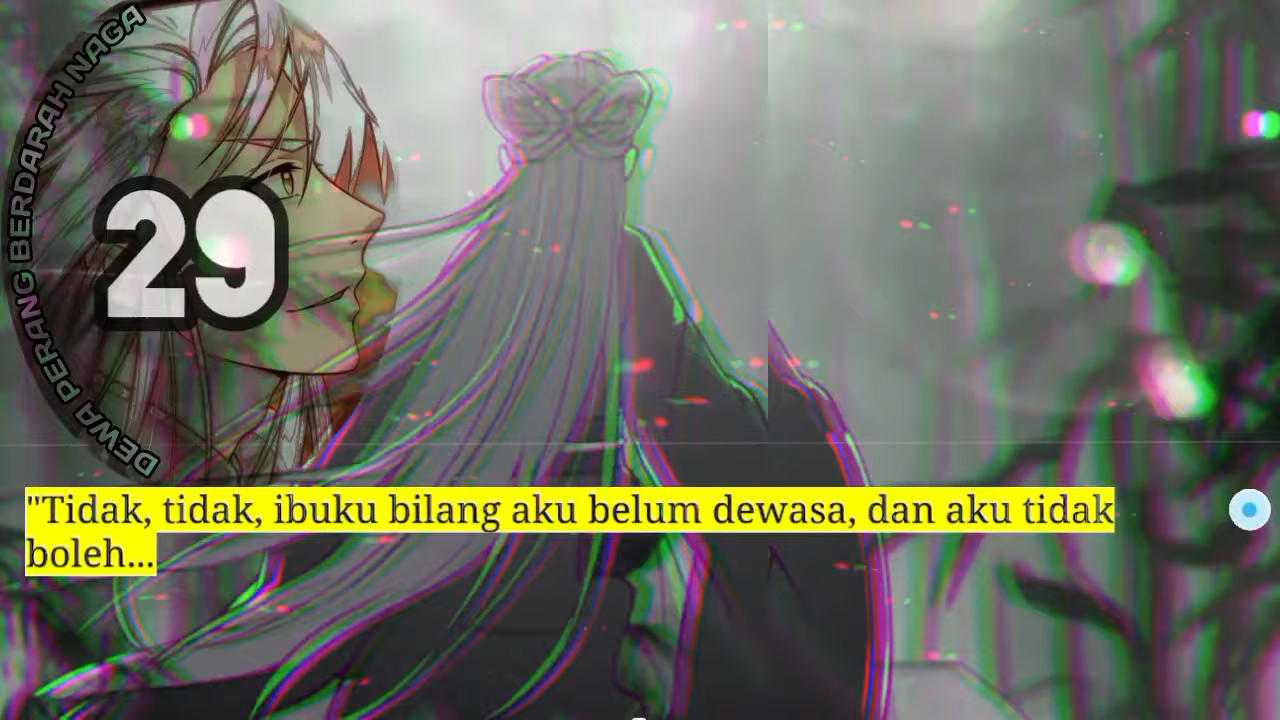 DEWA PERANG BERDARAH NAGA
29
"Tidak, tidak, ibuku bilang aku belum dewasa, dan aku tidak
boleh...